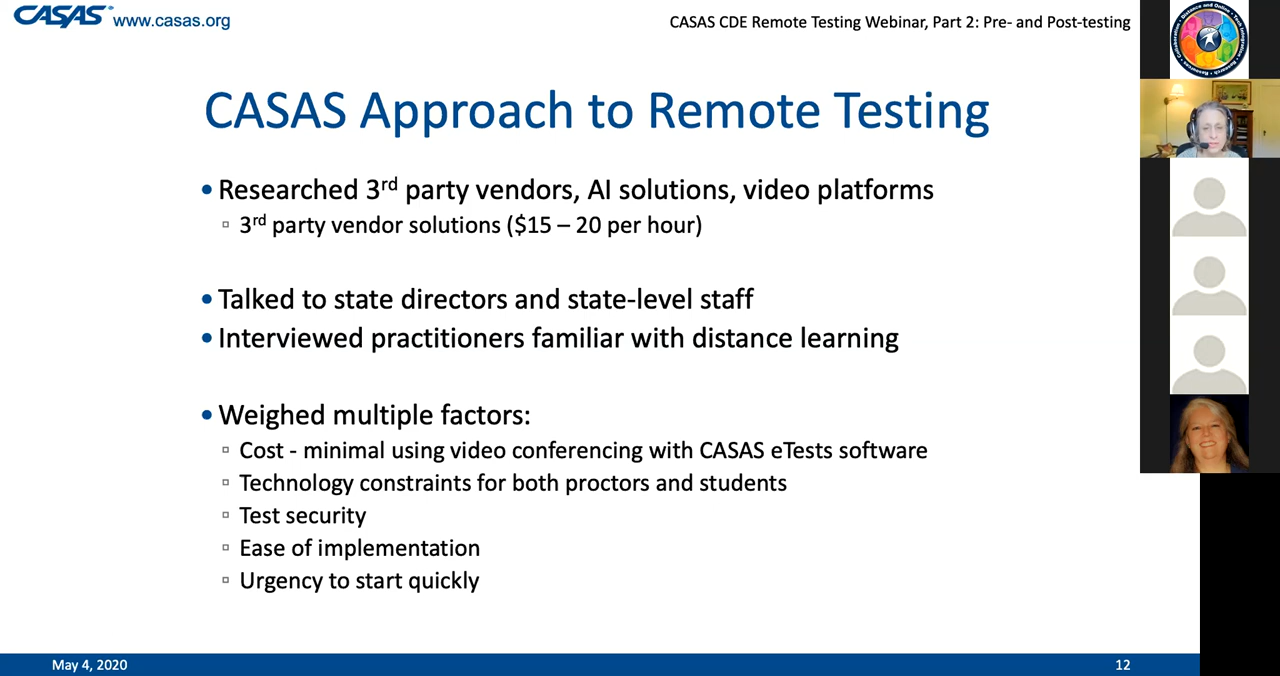 CASAS www.casas.org
CASAS CDE Remote Testing Webinar, Part 2: Pre- and Post-testing
CASAS Approach to Remote Testing
• Researched 3rd party vendors, AI solutions, video platforms
▫ 3rd party vendor solutions ($15 – 20 per hour)
• Talked to state directors and state-level staff
• Interviewed practitioners familiar with distance learning
• Weighed multiple factors:
▫ Cost - minimal using video conferencing with CASAS eTests software
▫ Technology constraints for both proctors and students
▫ Test security
▫ Ease of implementation
▫ Urgency to start quickly
May 4, 2020
12